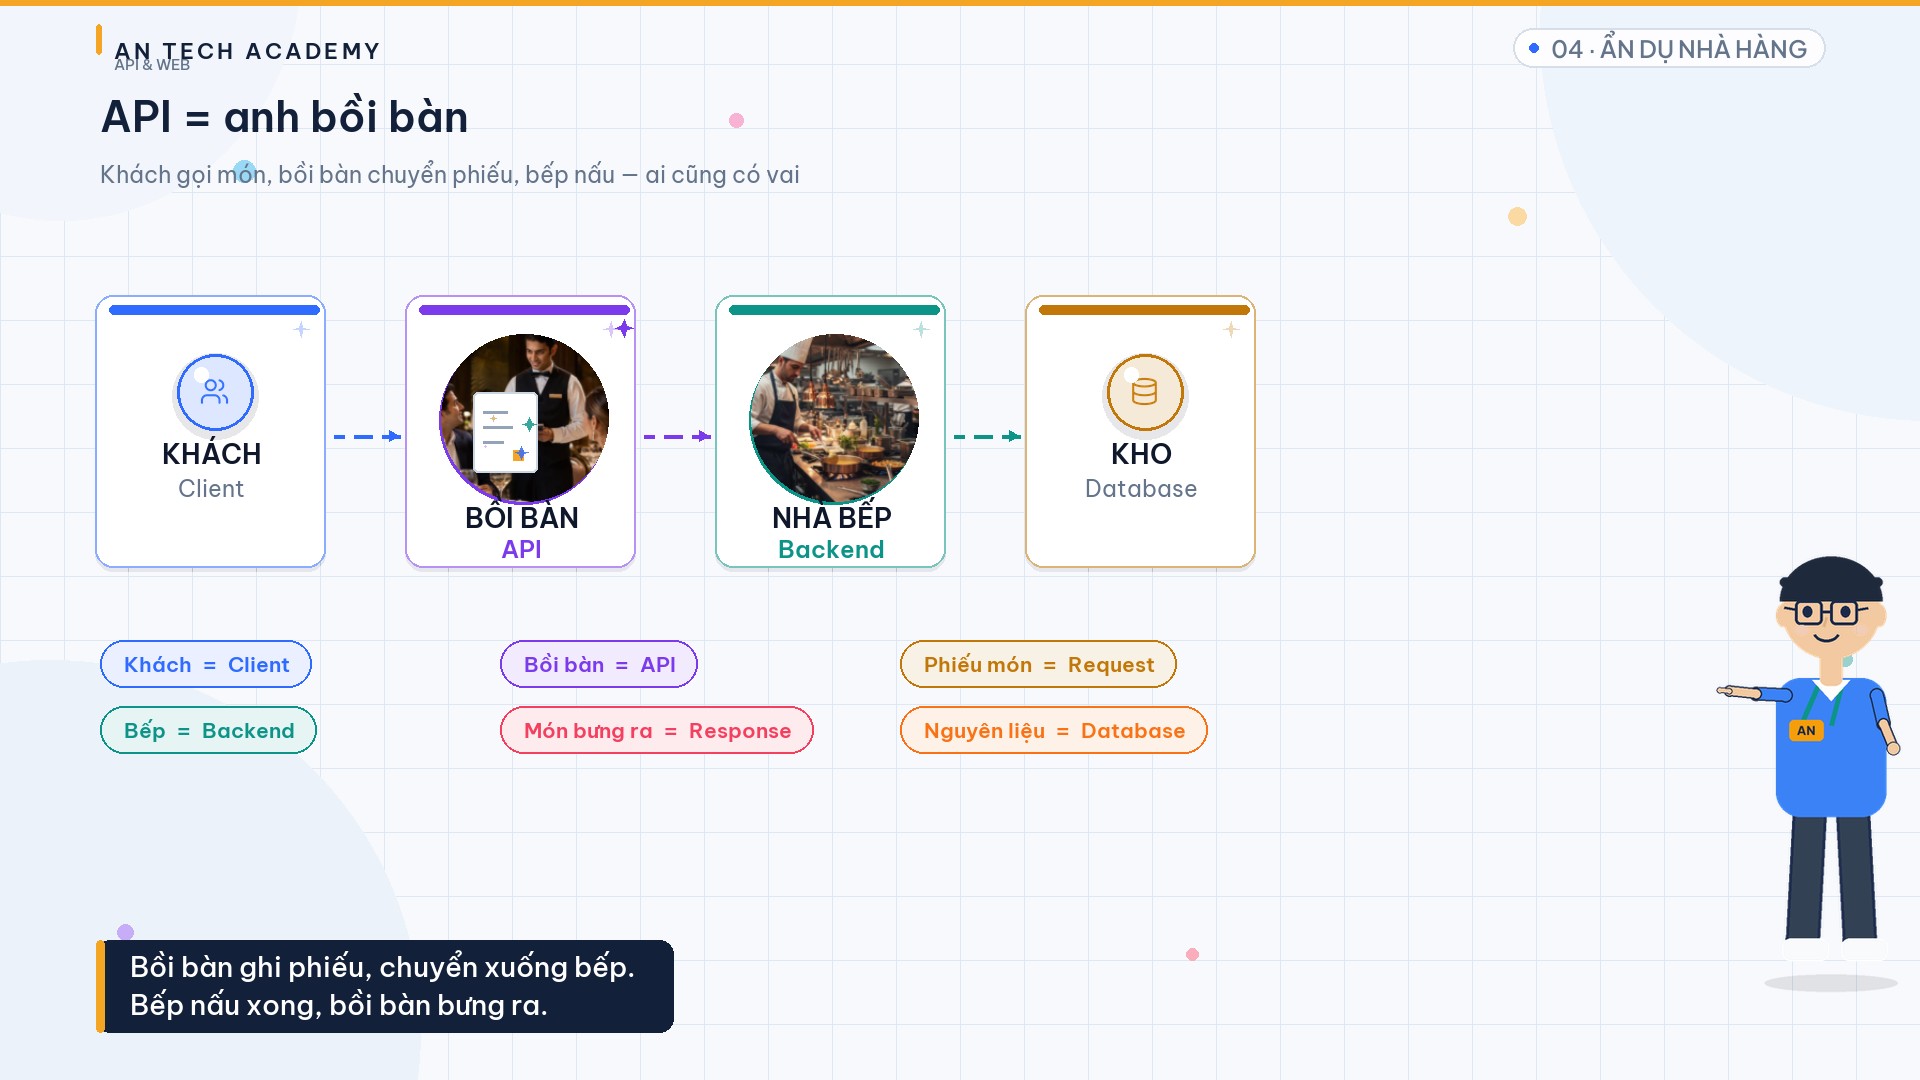 AN TECH ACADEMY
API & WEB
04 · ẨN DỤ NHÀ HÀNG
API = anh bồi bàn
Khách gọi món, bồi bàn chuyển phiếu, bếp nấu — ai cũng có vai
KHÁCH
Client
BỒI BÀN
API
NHÀ BẾP
Backend
KHO
Database
Khách = Client
Bồi bàn = API
Phiếu món = Request
Bếp = Backend
Món bưng ra = Response
Nguyên liệu = Database
AN
Bồi bàn ghi phiếu, chuyển xuống bếp.
Bếp nấu xong, bồi bàn bưng ra.